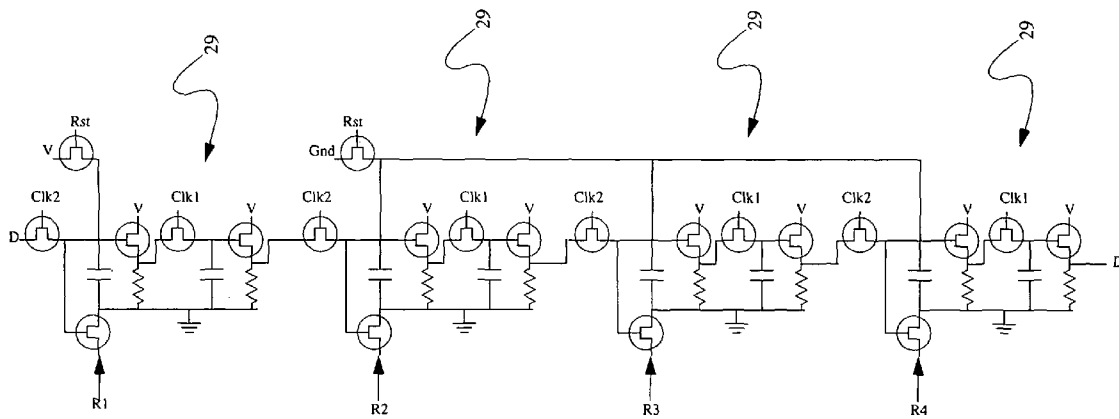 29 29 29 29
Rst Rst
V Gnd
Clk2 V Clk1 V Clk2 V Clk1 V Clk2 V Clk1 V Clk2 V Clk1 V
D D
R1 R2 R3 R4